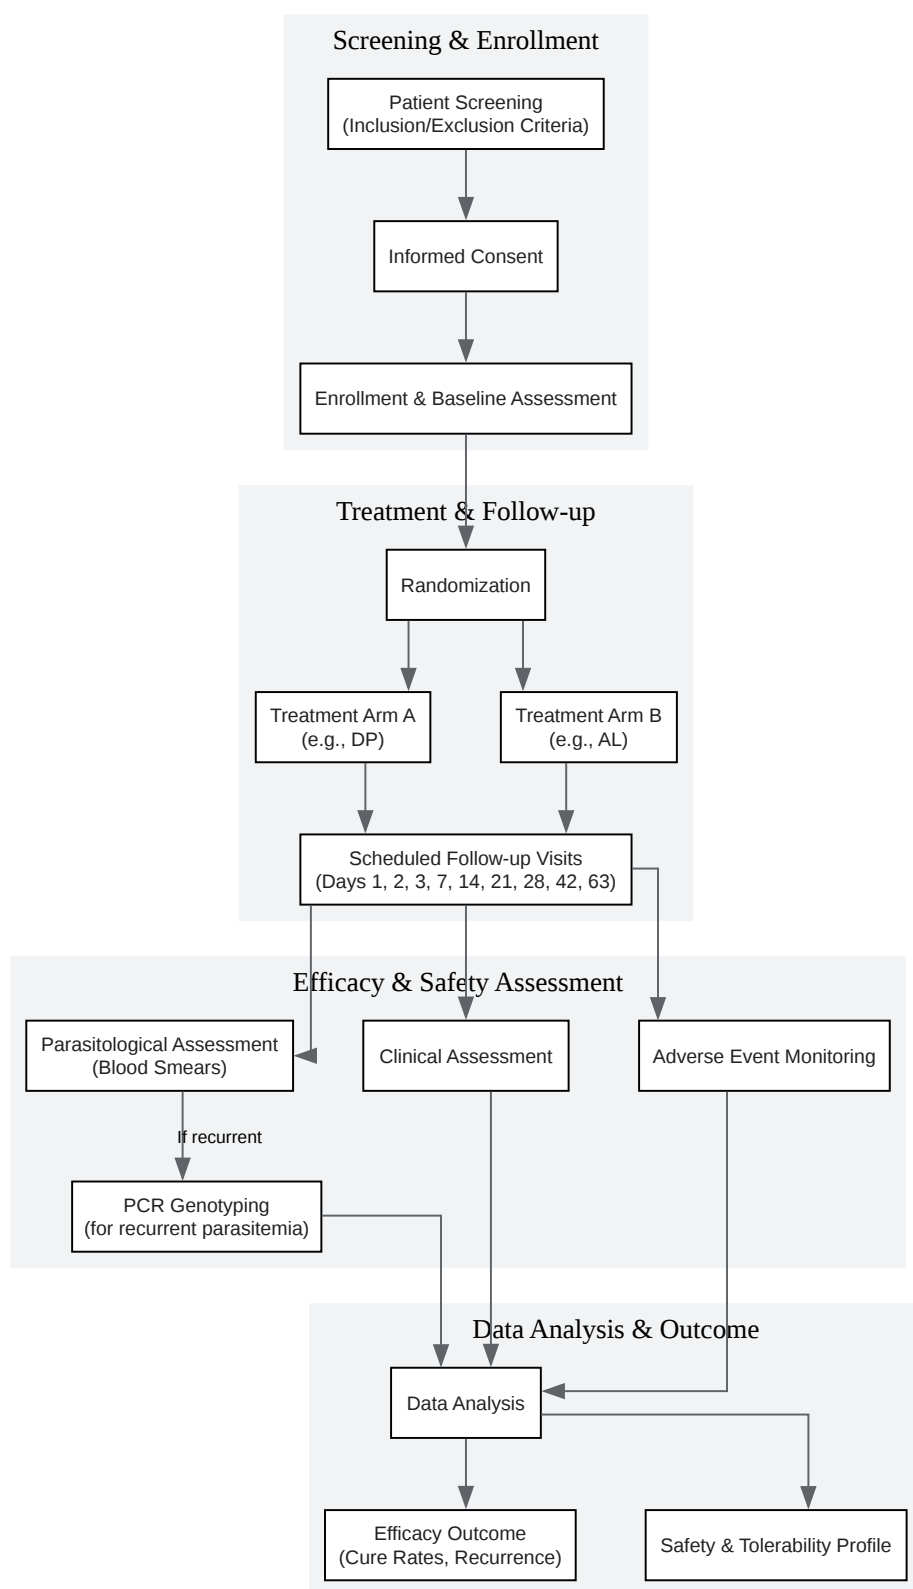 Screening & Enrollment
Patient Screening
(Inclusion/Exclusion Criteria)
Informed Consent
Enrollment & Baseline Assessment
Treatment & Follow-up
Randomization
Treatment Arm A
(e.g., DP)
Treatment Arm B
(e.g., AL)
Scheduled Follow-up Visits
(Days 1, 2, 3, 7, 14, 21, 28, 42, 63)
Efficacy & Safety Assessment
Parasitological Assessment
(Blood Smears)
Clinical Assessment
Adverse Event Monitoring
If recurrent
PCR Genotyping
(for recurrent parasitemia)
Data Analysis & Outcome
Data Analysis
Efficacy Outcome
(Cure Rates, Recurrence)
Safety & Tolerability Profile